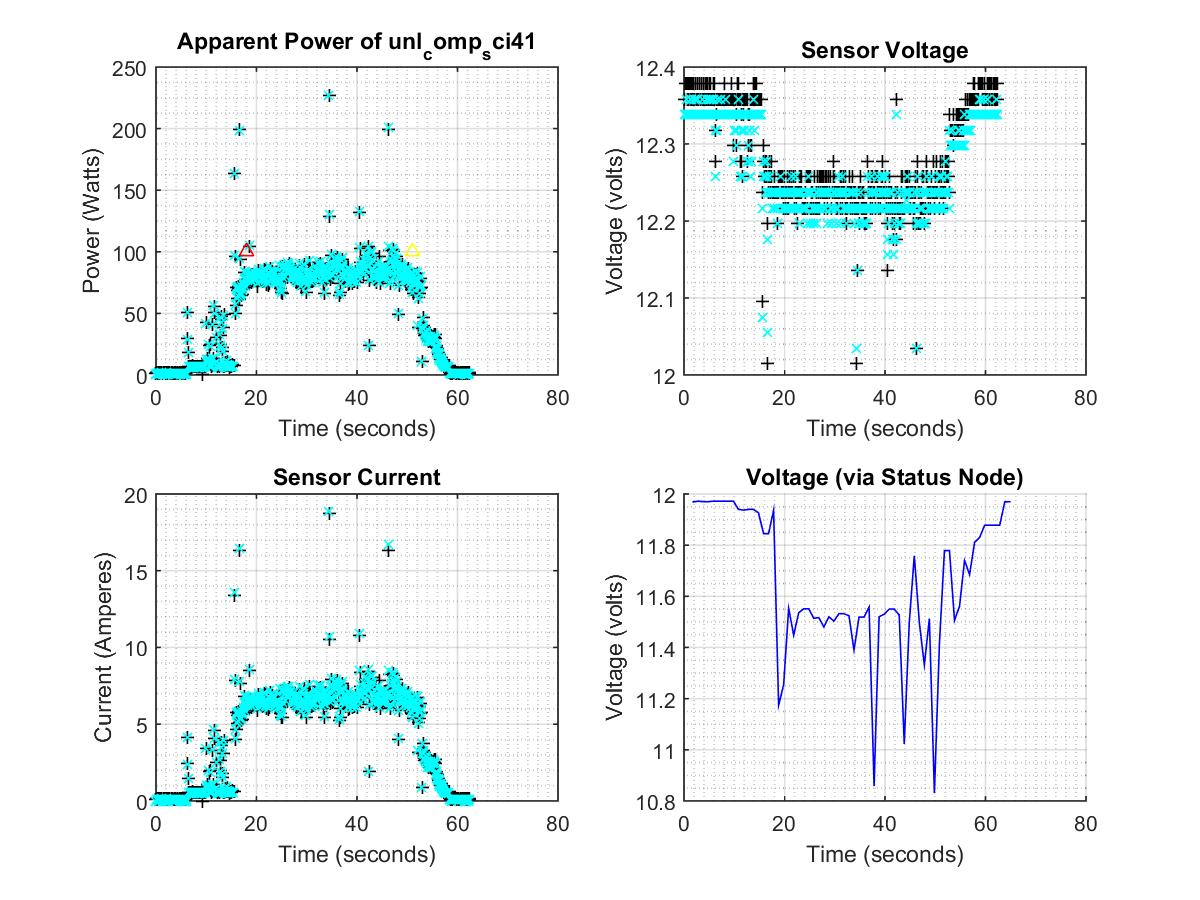 Apparent Power of unl_comp_sci41
250
200
150
100
50
0
Power (Watts)
0 20 40 60 80
Time (seconds)
Sensor Voltage
12.4
12.3
12.2
12.1
12
Voltage (volts)
0 20 40 60 80
Time (seconds)
Sensor Current
20
15
10
5
0
Current (Amperes)
0 20 40 60 80
Time (seconds)
Voltage (via Status Node)
12
11.8
11.6
11.4
11.2
11
10.8
Voltage (volts)
0 20 40 60 80
Time (seconds)